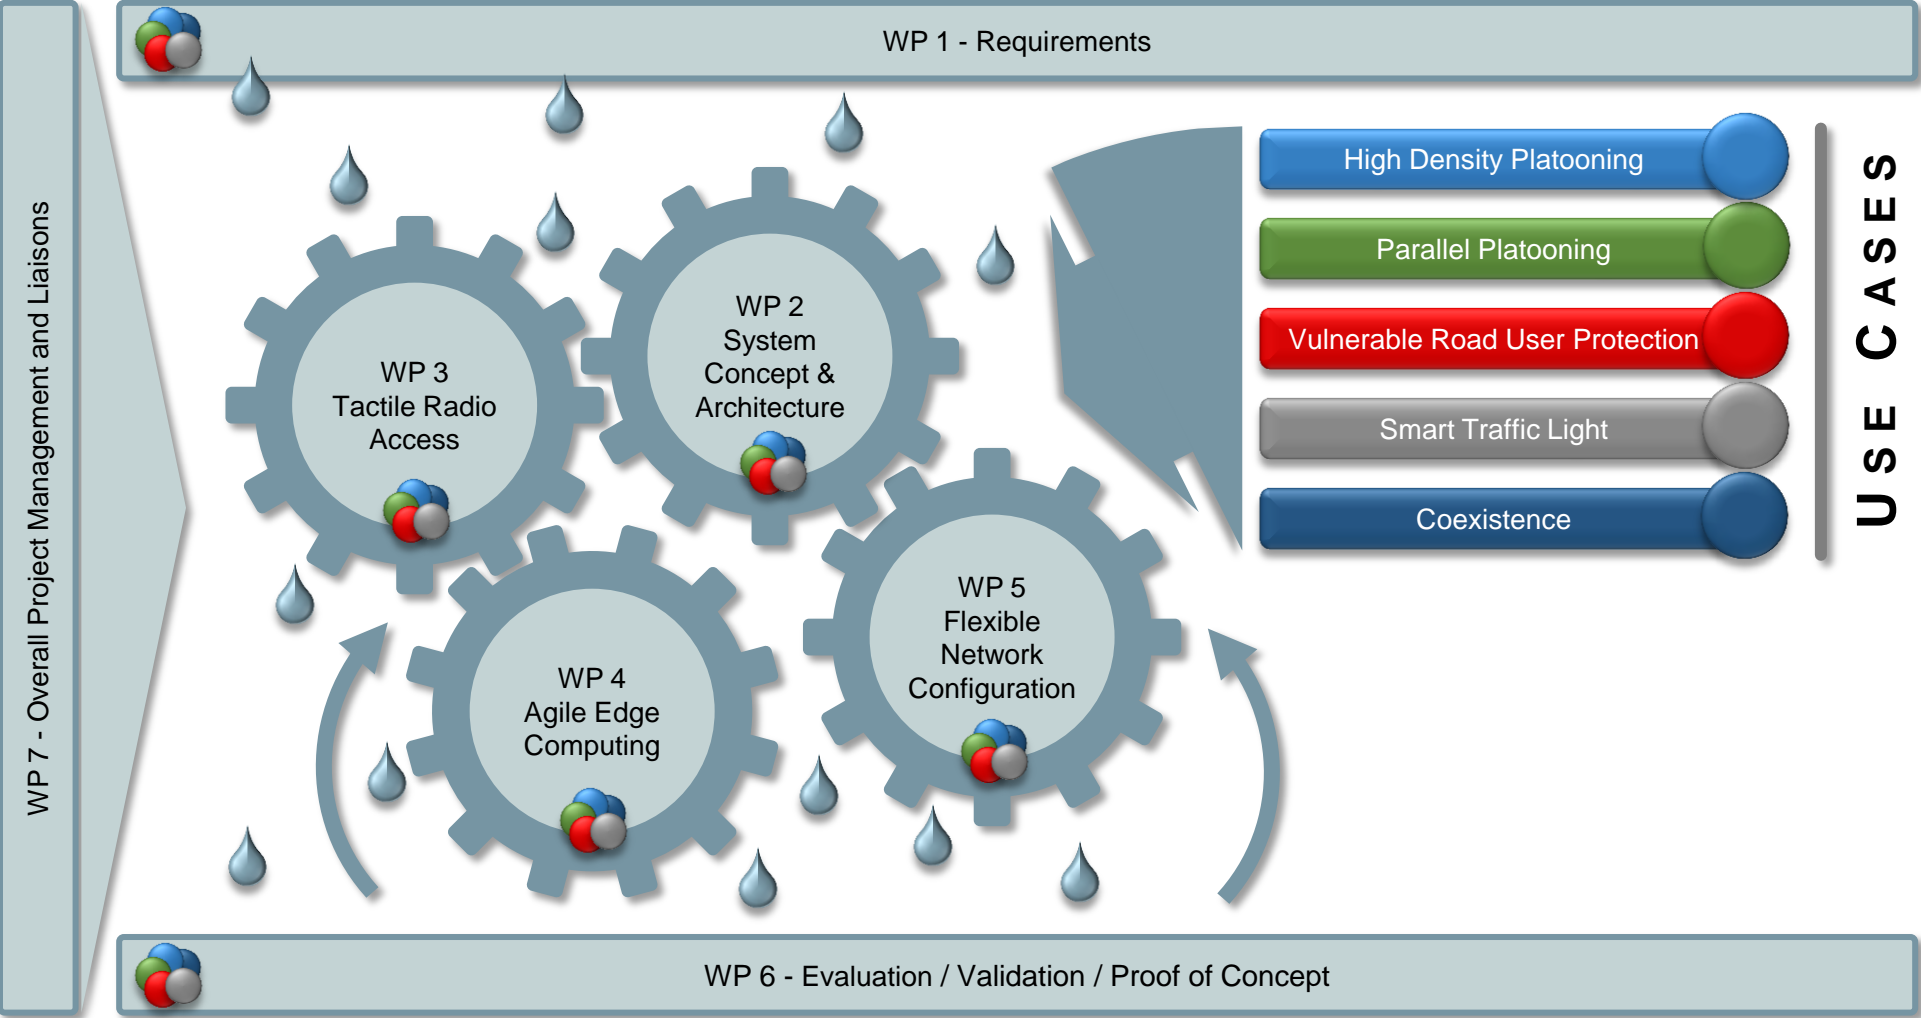 WP 7 - Overall Project Management and Liaisons
WP 1 - Requirements
WP 2
System
Concept &
Architecture
WP 3
Tactile Radio
Access
WP 4
Agile Edge
Computing
WP 5
Flexible
Network
Configuration
High Density Platooning
Parallel Platooning
Vulnerable Road User Protection
Smart Traffic Light
Coexistence
USE CASES
WP 6 - Evaluation / Validation / Proof of Concept